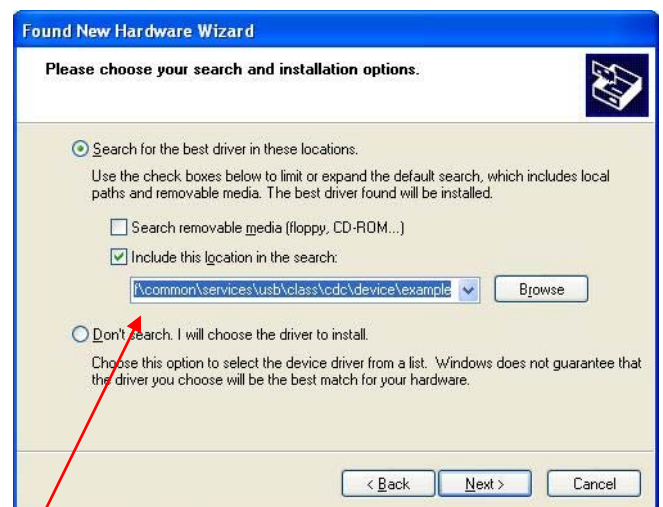 Found New Hardware Wizard
Please choose your search and installation options.
Search for the best driver in these locations.
Use the check boxes below to limit or expand the default search, which includes local
paths and removable media. The best driver found will be installed.
Search removable media (floppy, CD-ROM...)
Include this location in the search:
f\common\services\usb\class\cdc\device\example
Browse
Don't search. I will choose the driver to install.
Choose this option to select the device driver from a list. Windows does not guarantee that
the driver you choose will be the best match for your hardware.
< Back Next > Cancel